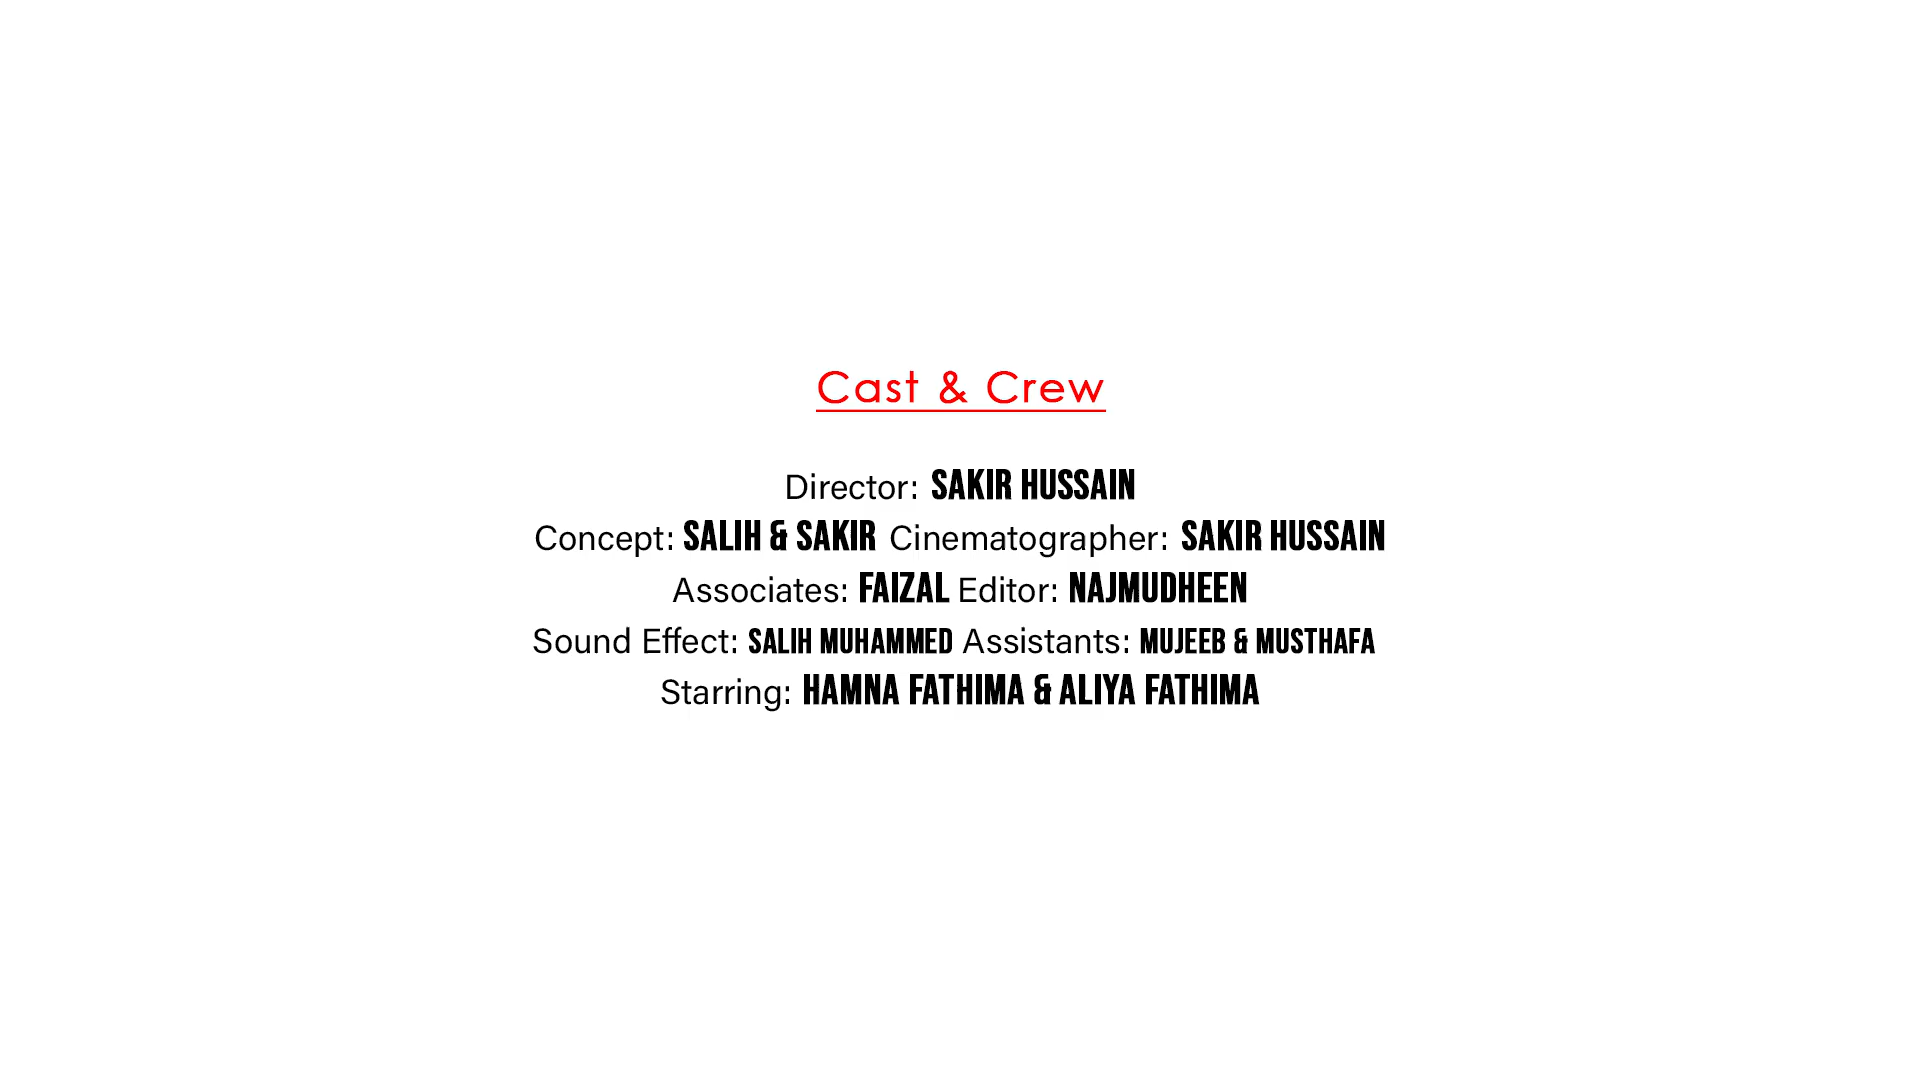 Cast & Crew
Director: SAKIR HUSSAIN
Concept: SALIH & SAKIR Cinematographer: SAKIR HUSSAIN
Associates: FAIZAL Editor: NAJMUDHEEN
Sound Effect: SALIH MUHAMMED Assistants: MUJEEB & MUSTHAFA
Starring: HAMNA FATHIMA & ALIYA FATHIMA